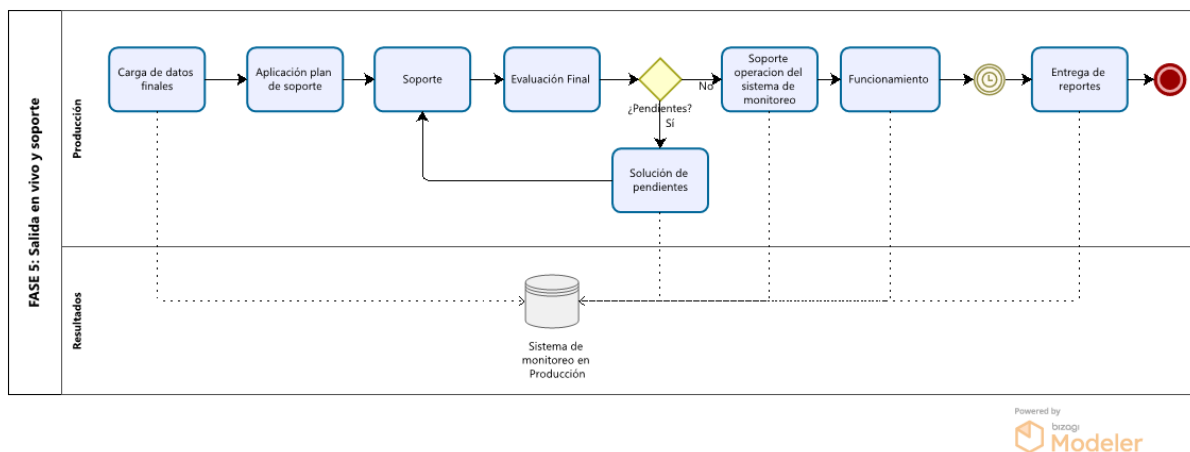 FASE 5: Salida en vivo y soporte
Producción
Carga de datos
finales
Aplicación plan
de soporte
Soporte
Evaluación Final
¿Pendientes?
No
Sí
Soporte
operacion del
sistema de
monitoreo
Funcionamiento
Entrega de
reportes
Solución de
pendientes
Resultados
Sistema de
monitoreo en
Producción
Powered by
bizagi
Modeler